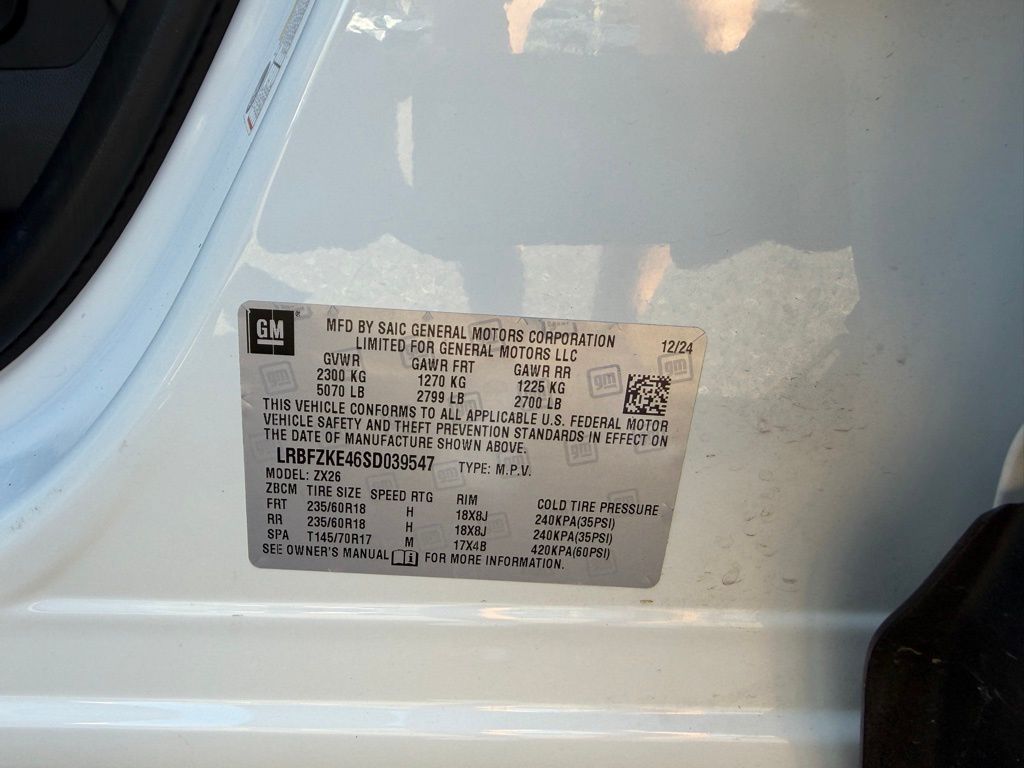 GM
MFD BY SAIC GENERAL MOTORS CORPORATION
LIMITED FOR GENERAL MOTORS LLC
12/24
GVWR GAWR FRT GAWR RR
2300 KG 1270 KG 1225 KG
5070 LB 2799 LB 2700 LB
THIS VEHICLE CONFORMS TO ALL APPLICABLE U.S. FEDERAL MOTOR
VEHICLE SAFETY AND THEFT PREVENTION STANDARDS IN EFFECT ON
THE DATE OF MANUFACTURE SHOWN ABOVE.
LRBFZKE46SD039547 TYPE: M.P.V.
MODEL: ZX26
ZBCM TIRE SIZE SPEED RTG RIM COLD TIRE PRESSURE
FRT 235/60R18 H 18X8J 240KPA(35PSI)
RR 235/60R18 H 18X8J 240KPA(35PSI)
SPA T145/70R17 M 17X4B 420KPA(60PSI)
SEE OWNER'S MANUAL i FOR MORE INFORMATION.